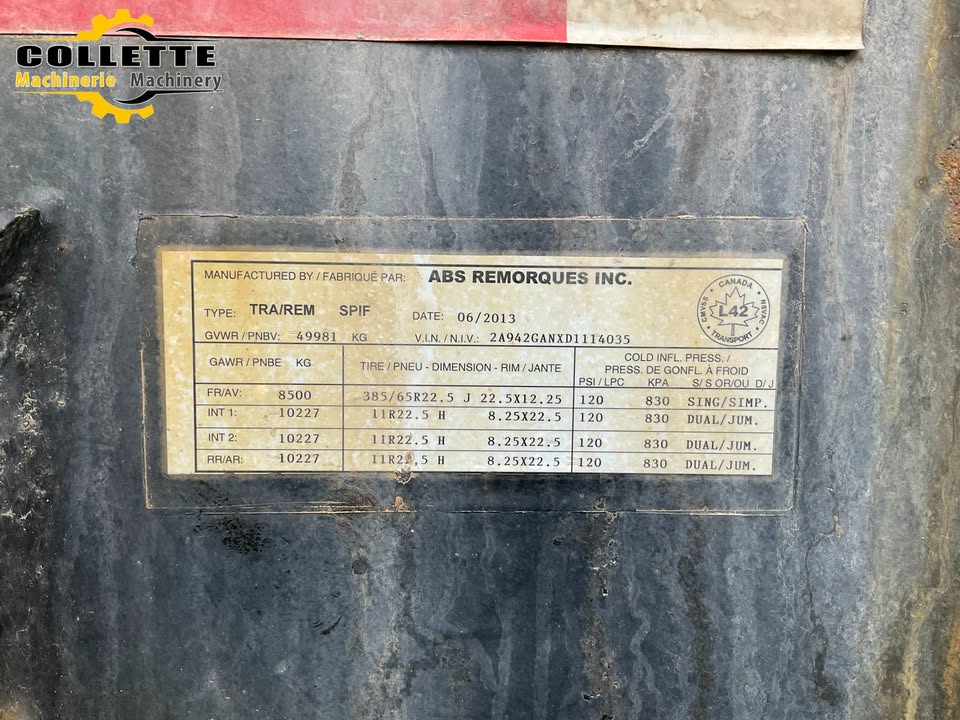 COLLETTE
Machinerie Machinery
MANUFACTURED BY / FABRIQUÉ PAR: ABS REMORQUES INC.
TYPE: TRA/REM SPIF DATE: 06/2013
GVWR / PNBV: 49981 KG V.I.N. / N.I.V.: 2A942GANXD1114035
CANADA
CMVSS L42 NSVAC
TRANSPORT
GAWR / PNBE KG TIRE / PNEU - DIMENSION - RIM / JANTE COLD INFL. PRESS. / PRESS. DE GONFL. À FROID
PSI / LPC KPA S/ S OR/OU D/ J
FR/AV: 8500 385/65R22.5 J 22.5X12.25 120 830 SING/SIMP.
INT 1: 10227 11R22.5 H 8.25X22.5 120 830 DUAL/JUM.
INT 2: 10227 11R22.5 H 8.25X22.5 120 830 DUAL/JUM.
RR/AR: 10227 11R22.5 H 8.25X22.5 120 830 DUAL/JUM.